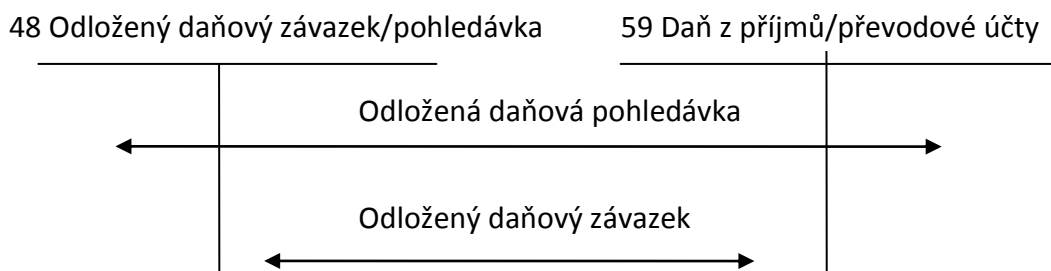 48 Odložený daňový závazek/pohledávka 59 Daň z příjmů/převodové účty
Odložená daňová pohledávka
Odložený daňový závazek